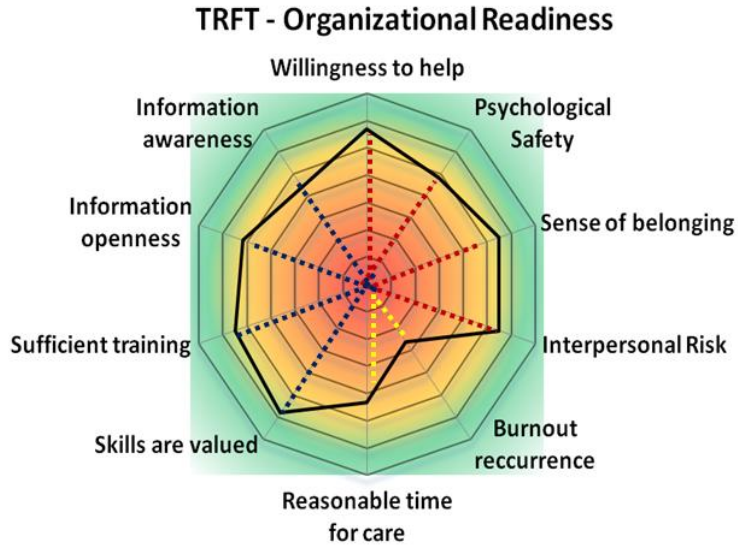 TRFT - Organizational Readiness
Willingness to help
Psychological
Safety
Sense of belonging
Interpersonal Risk
Burnout
reccurrence
Reasonable time
for care
Skills are valued
Sufficient training
Information
openness
Information
awareness